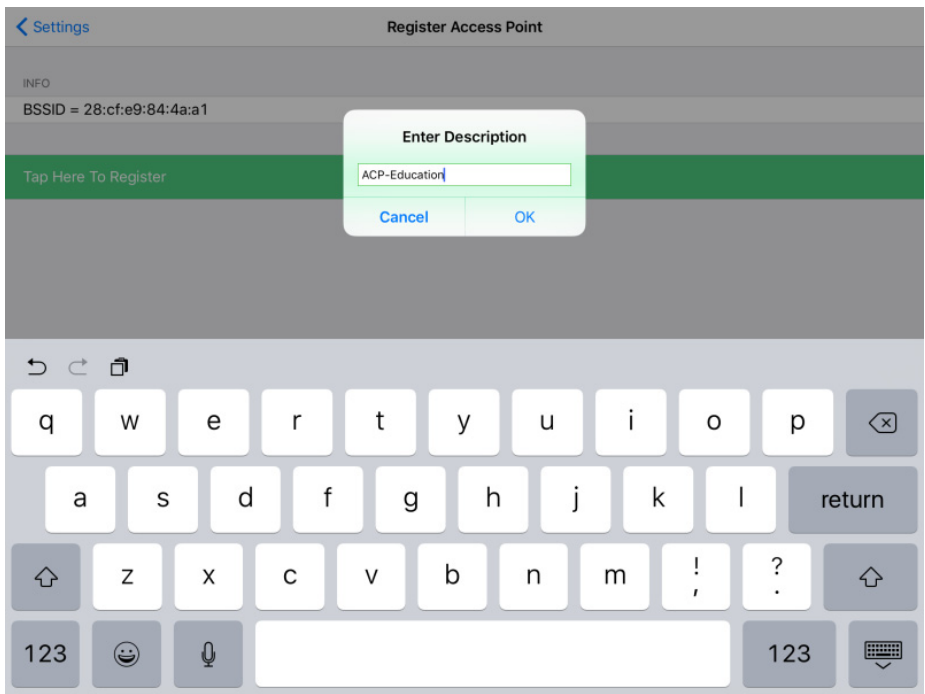 Settings
Register Access Point
INFO
BSSID = 28:cf:e9:84:4a:a1
Enter Description
ACP-Education
Tap Here To Register
Cancel OK
q w e r t y u i o p
a s d f g h j k l return
z x c v b n m ! , ? .
123 123